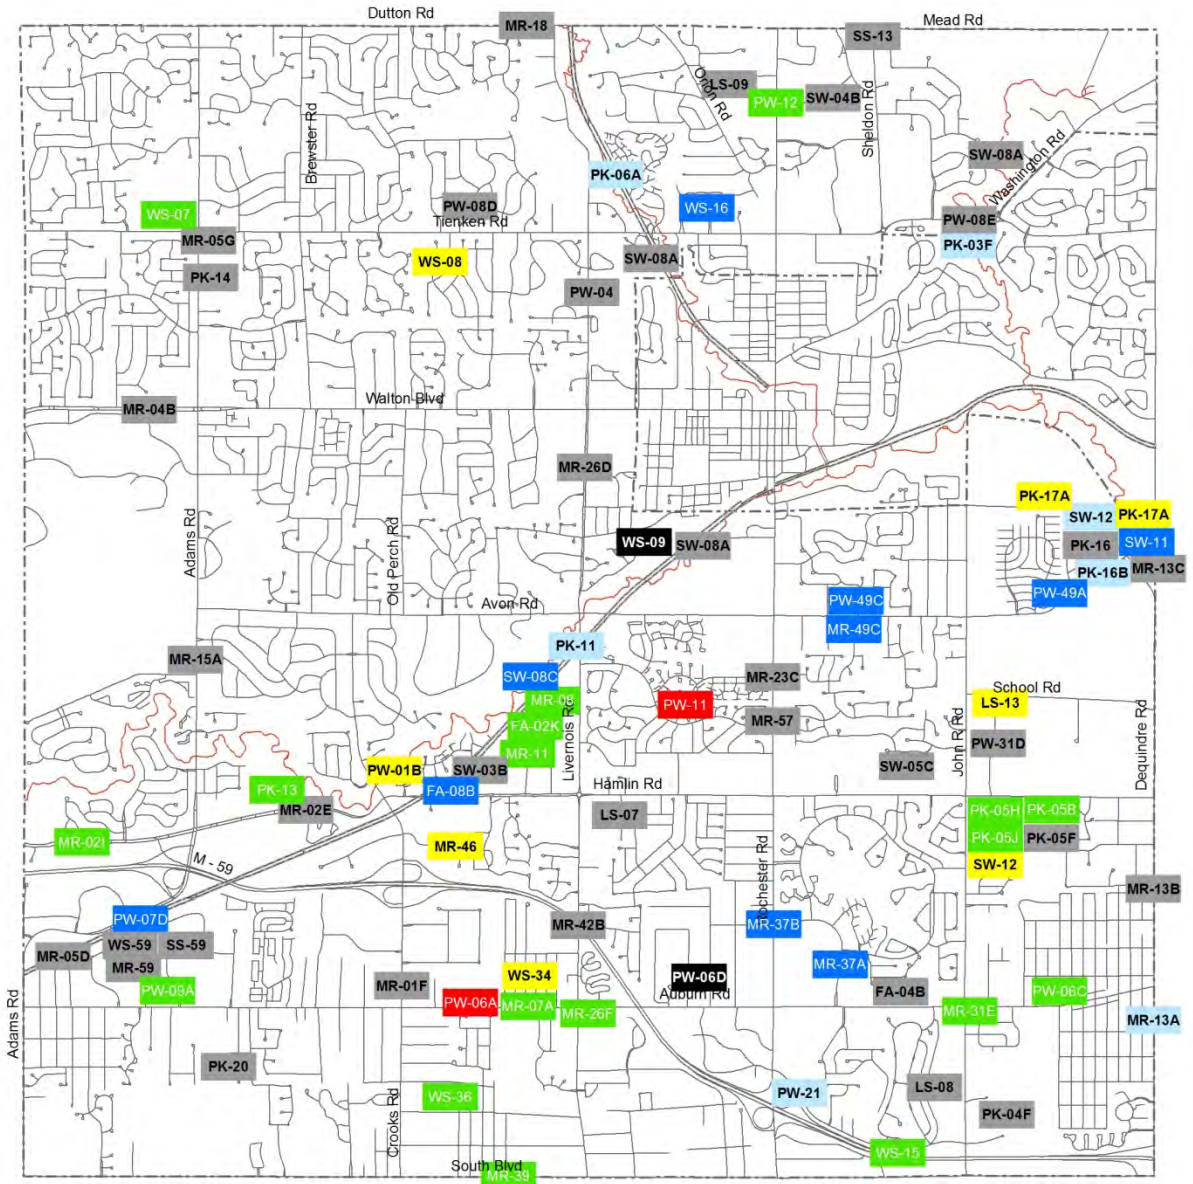 Dutton Rd
MR-18
Mead Rd
SS-13
LS-09
Orion Rd
PW-12
SW-04B
Sheldon Rd
Brewster Rd
SW-08A
Washington Rd
PK-06A
WS-07
PW-08D
WS-16
PW-08E
Tienken Rd
MR-05G
PK-03F
WS-08
SW-08A
PK-14
PW-04
Walton Blvd
MR-04B
MR-26D
PK-17A
Adams Rd
Old Perch Rd
SW-12
PK-17A
WS-09
SW-08A
PK-16
SW-11
PK-16B
MR-13C
PW-49A
Avon Rd
PW-49C
MR-49C
PK-11
MR-15A
SW-08C
MR-23C
School Rd
MR-08
PW-11
LS-13
Livernois Rd
FA-02K
MR-57
John R Rd
Dequindre Rd
PW-31D
MR-11
SW-05C
PW-01B
SW-03B
Hamlin Rd
PK-13
FA-08B
MR-02E
LS-07
PK-05H
PK-05B
MR-02I
MR-46
PK-05J
PK-05F
M - 59
Rochester Rd
SW-12
MR-13B
PW-07D
MR-42B
MR-37B
WS-59
SS-59
MR-05D
MR-59
MR-37A
PW-09A
MR-01F
WS-34
PW-06D
FA-04B
PW-06C
Auburn Rd
Adams Rd
PW-06A
MR-07A
MR-26F
MR-31E
MR-13A
PK-20
WS-36
PW-21
LS-08
Crooks Rd
PK-04F
WS-15
South Blvd
MR-39